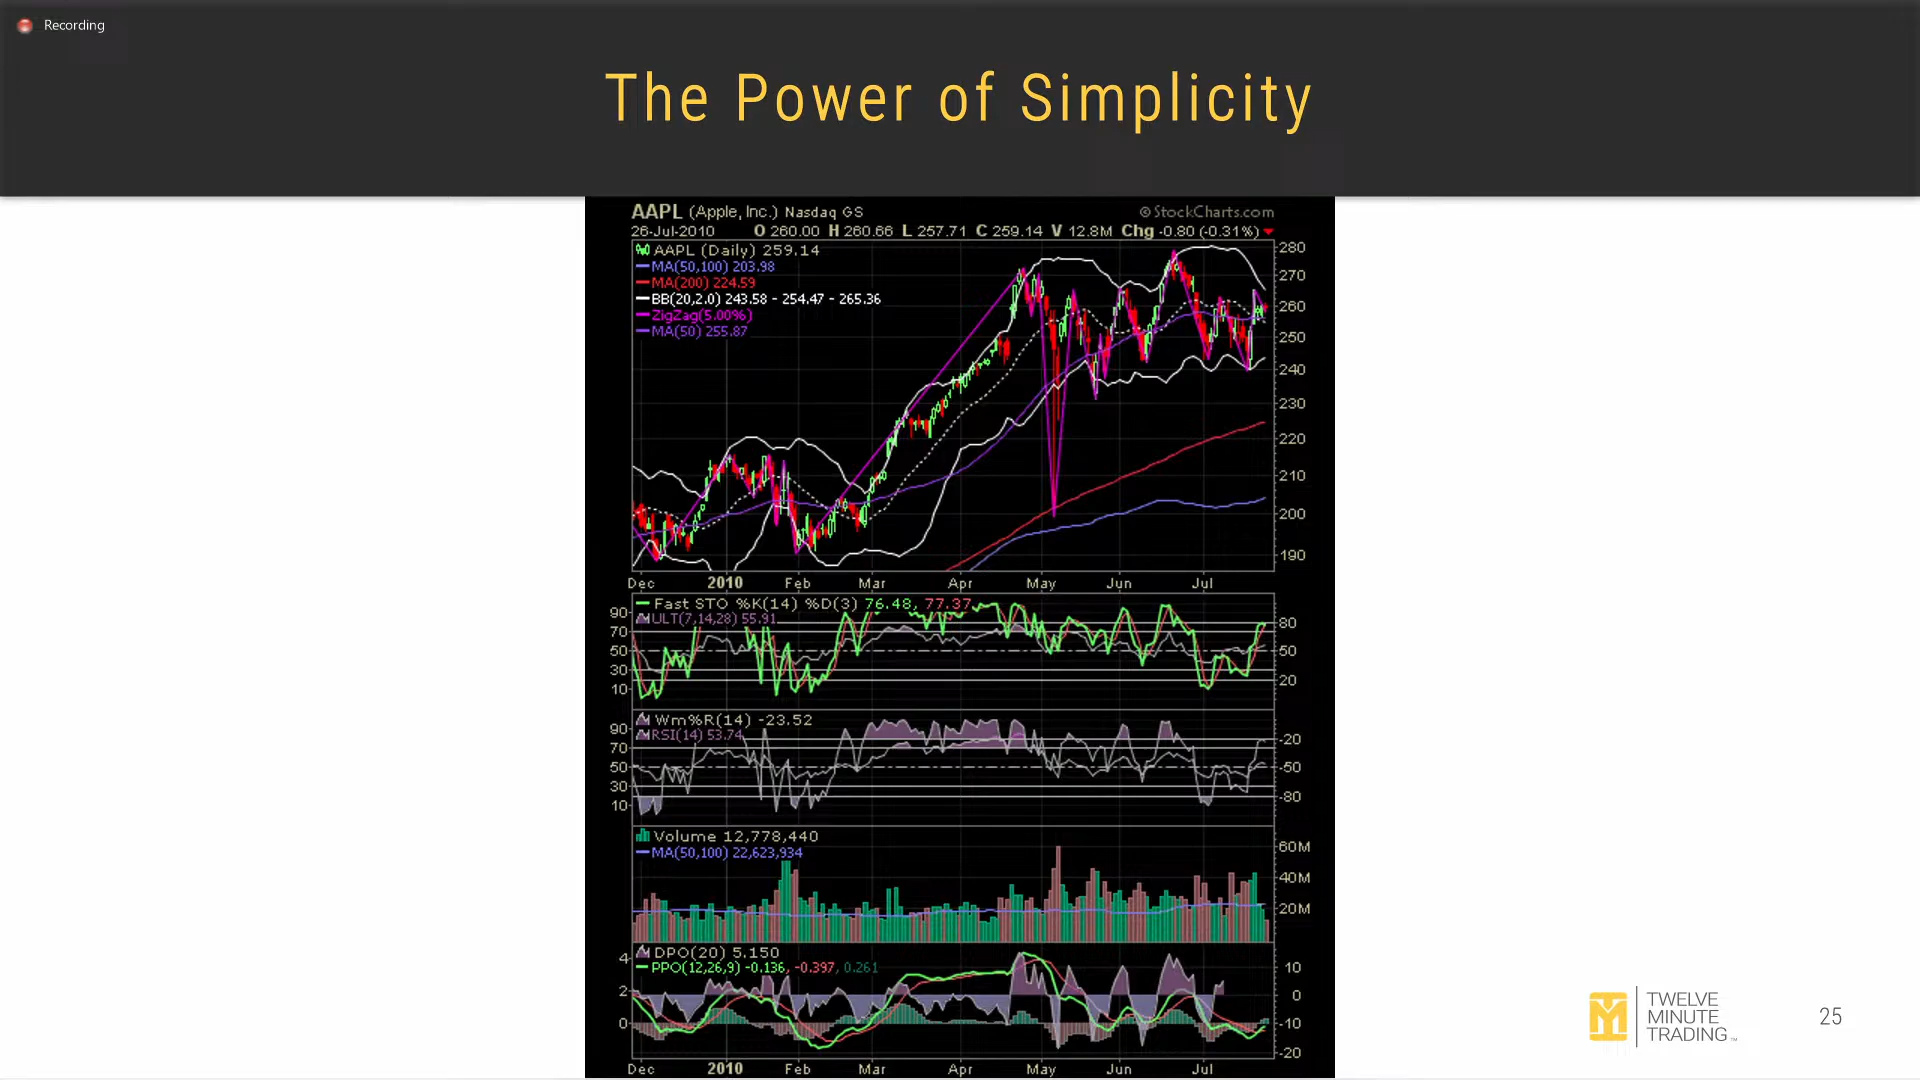 Recording
The Power of Simplicity
AAPL (Apple, Inc.) Nasdaq GS
© StockCharts.com
26-Jul-2010 O 260.00 H 260.66 L 257.71 C 259.14 V 12.8M Chg -0.80 (-0.31%)
AAPL (Daily) 259.14
MA(50,100) 203.98
MA(200) 224.59
BB(20,2.0) 243.58 - 254.47 - 265.36
ZigZag(5.00%)
MA(50) 255.87
280
270
260
250
240
230
220
210
200
190
Dec 2010 Feb Mar Apr May Jun Jul
Fast STO %K(14) %D(3) 76.48, 77.37
ULT(7,14,28) 55.91
90
70
50
30
10
80
50
20
Wm%R(14) -23.52
RSI(14) 53.74
90
70
50
30
10
-20
-50
-80
Volume 12,778,440
MA(50,100) 22,623,934
60M
40M
20M
DPO(20) 5.150
PPO(12,26,9) -0.136, -0.397, 0.261
4
2
0
10
0
-10
-20
Dec 2010 Feb Mar Apr May Jun Jul
TWELVE
MINUTE
TRADING
25